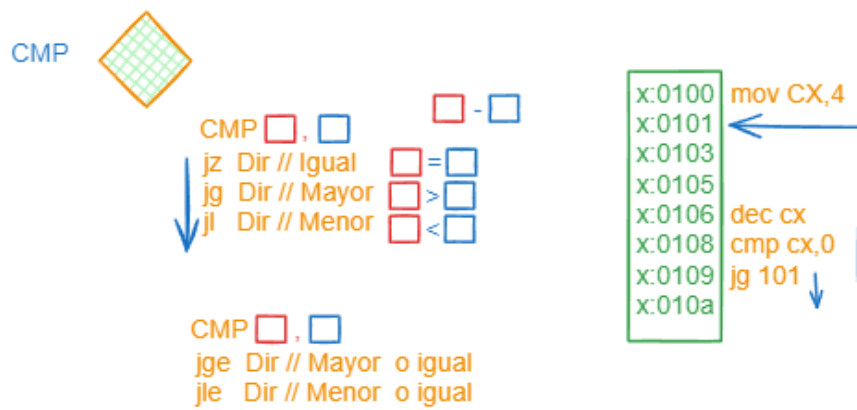 CMP
CMP , 
jz Dir // Igual =
jg Dir // Mayor >
jl Dir // Menor <
-
CMP ,
jge Dir // Mayor o igual
jle Dir // Menor o igual
x:0100 mov CX,4
x:0101
x:0103
x:0105
x:0106 dec cx
x:0108 cmp cx,0
x:0109 jg 101
x:010a